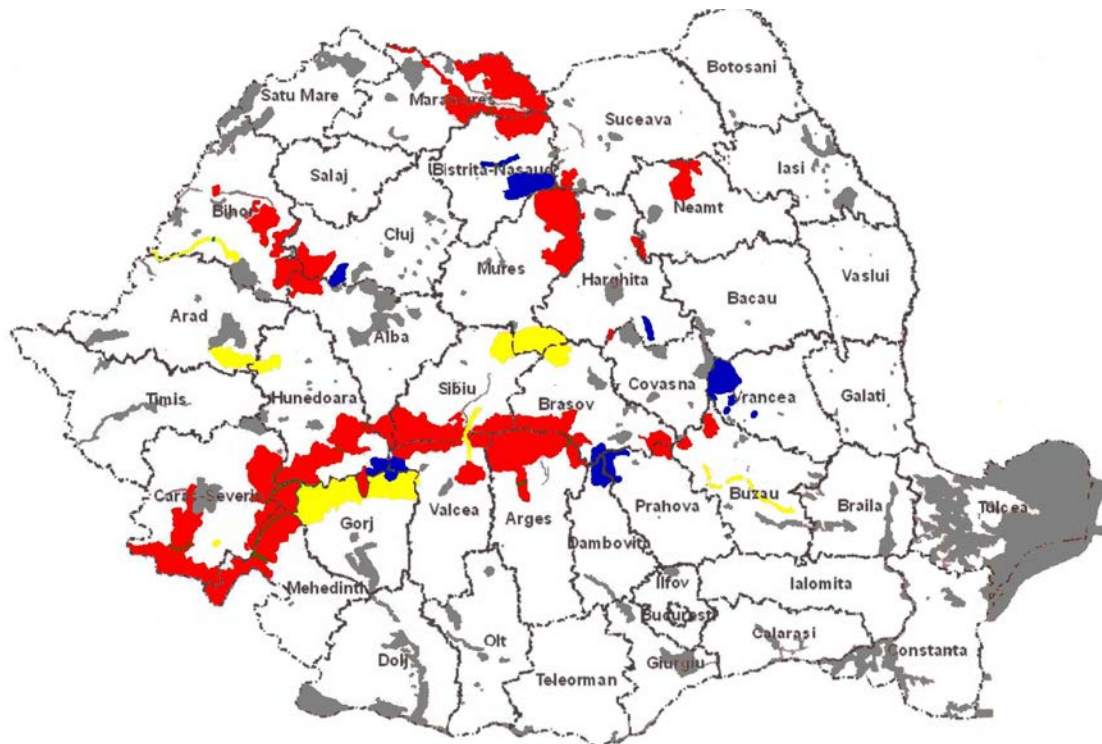 Botosani
Satu Mare
Maramures
Suceava
Iasi
Bistrita-Nasaud
Salaj
Neamt
Bihor
Cluj
Mures
Harghita
Vaslui
Bacau
Arad
Alba
Sibiu
Covasna
Timis
Hunedoara
Brasov
Vrancea
Galati
Caras-Severin
Buzau
Braila
Tulcea
Gorj
Valcea
Arges
Prahova
Dambovita
Mehedinti
Ilfov
Ialomita
Bucuresti
Calarasi
Olt
Constanta
Dolj
Giurgiu
Teleorman